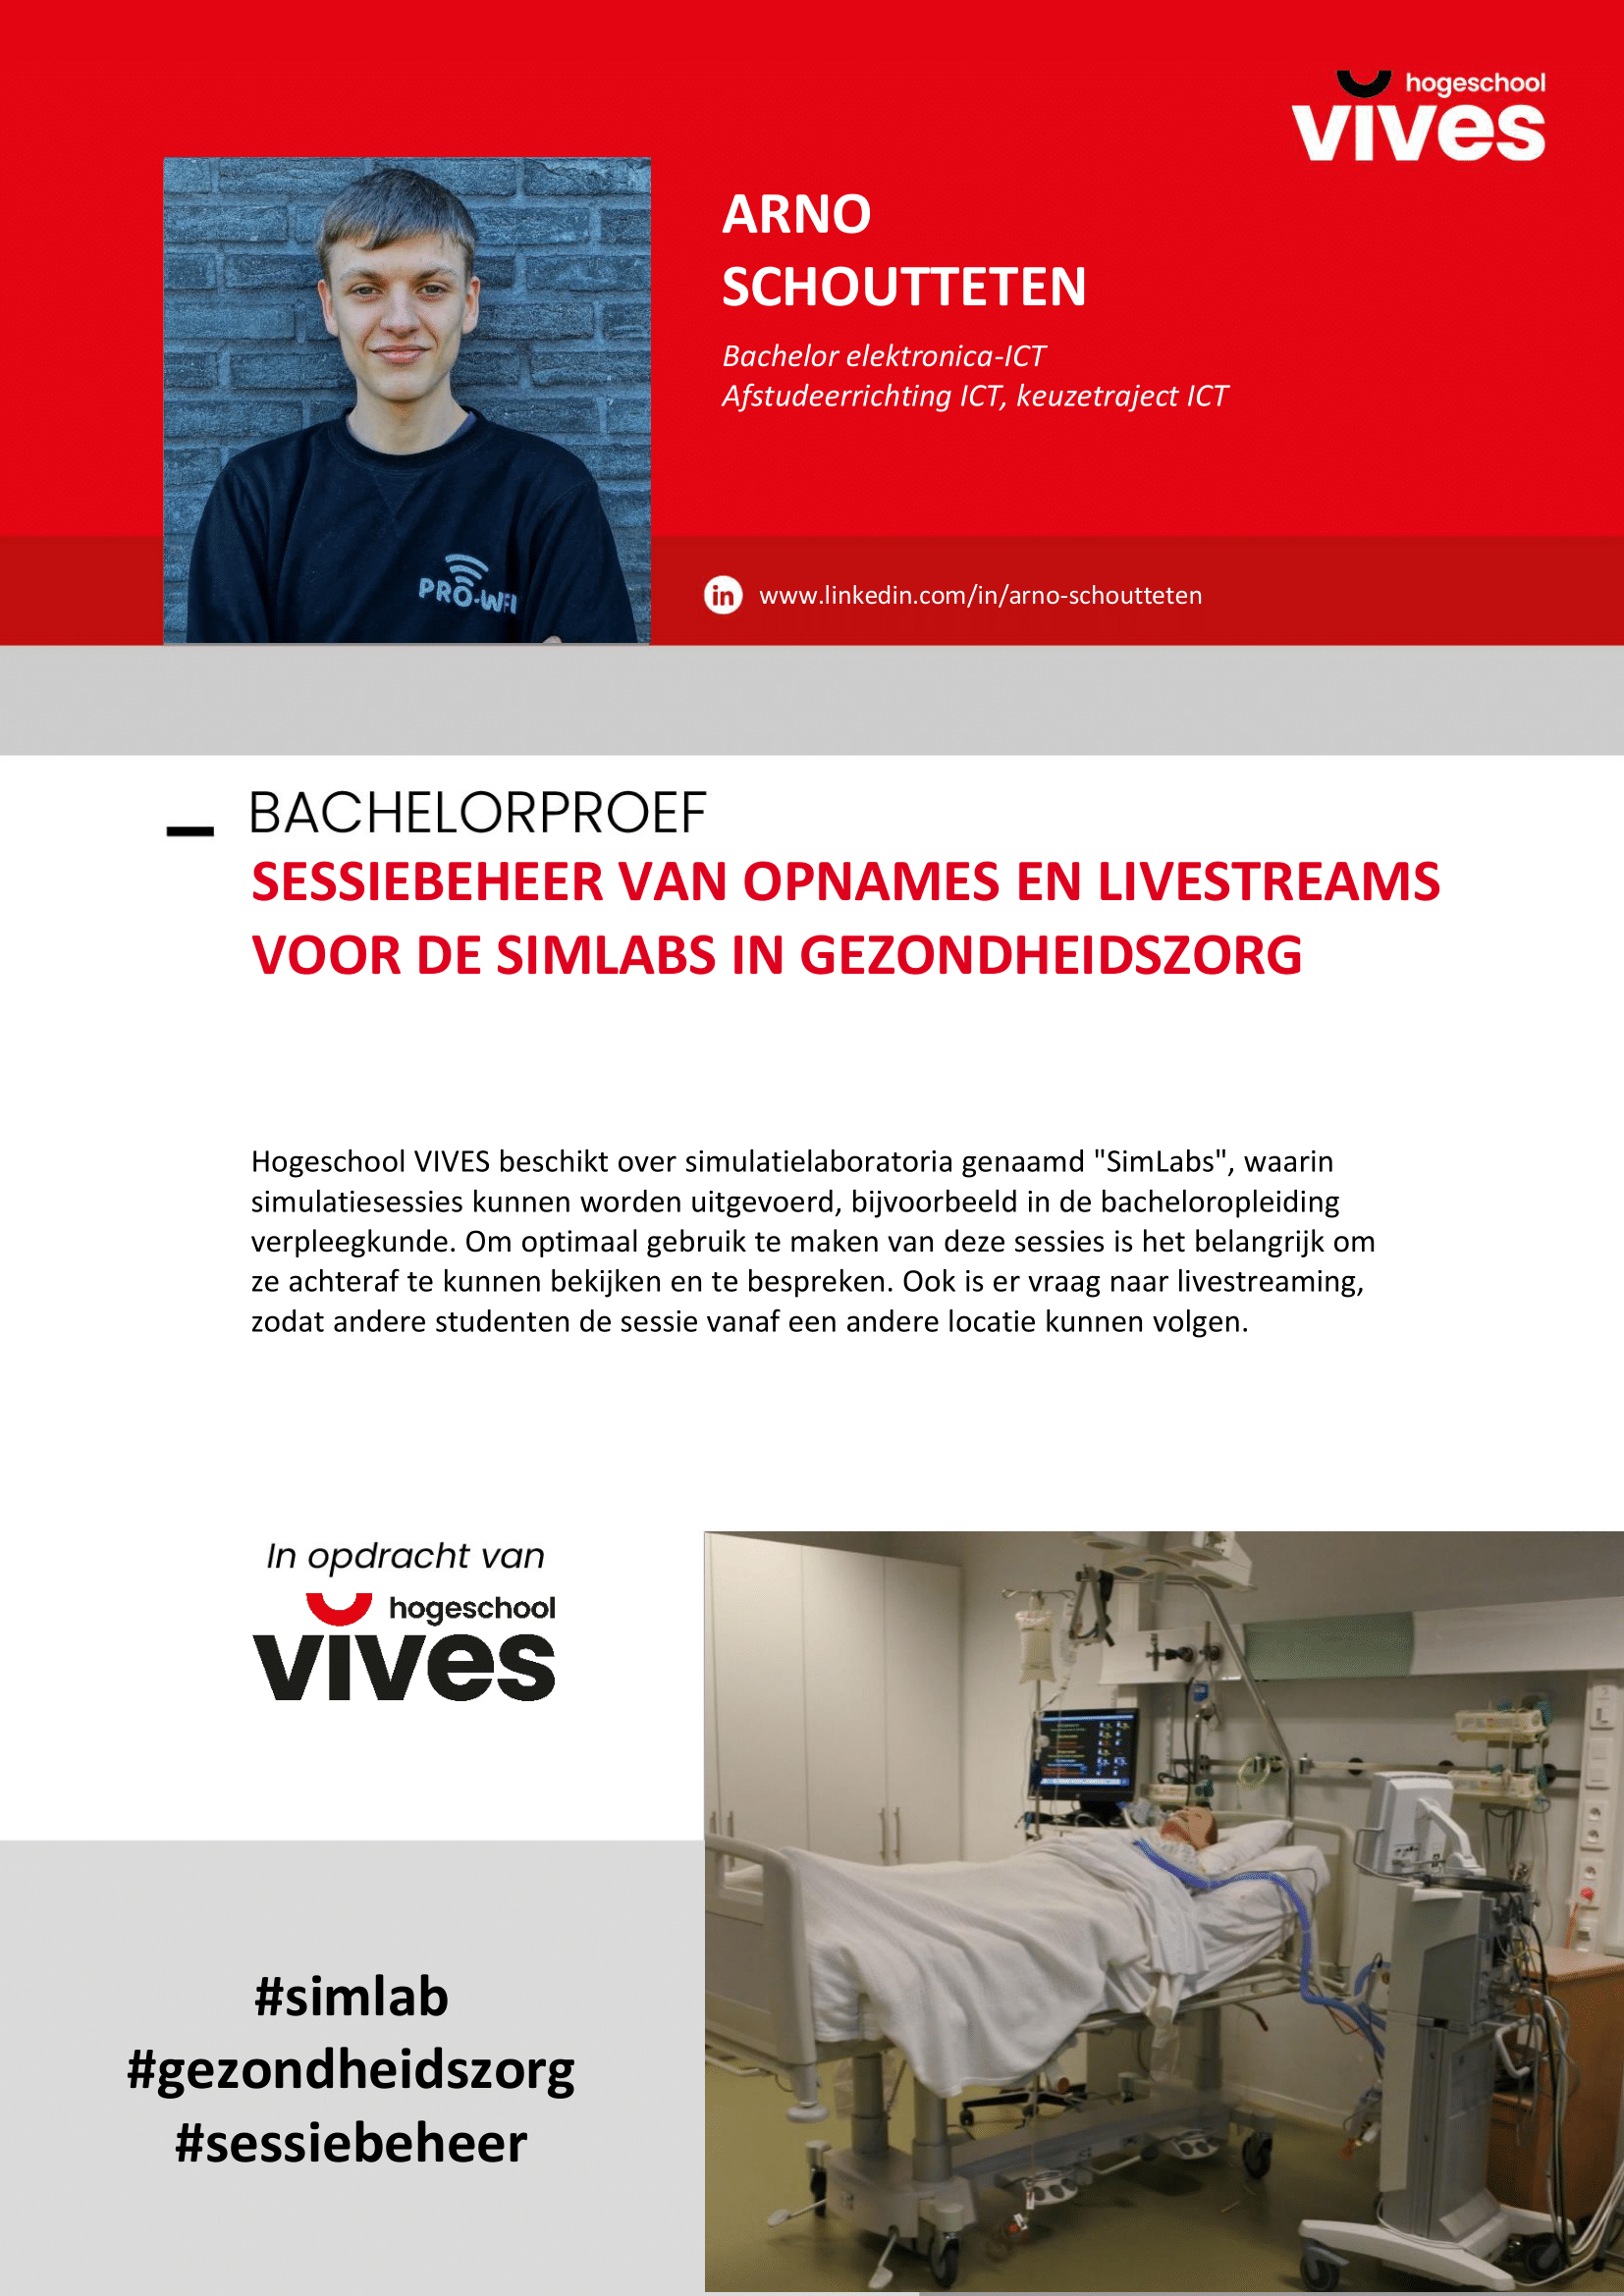 hogeschool
vives
ARNO
SCHOUTTETEN
Bachelor elektronica-ICT
Afstudeerrichting ICT, keuzetraject ICT
PRO-WIFI
in
www.linkedin.com/in/arno-schoutteten
BACHELORPROEF
SESSIEBEHEER VAN OPNAMES EN LIVESTREAMS
VOOR DE SIMLABS IN GEZONDHEIDSZORG
Hogeschool VIVES beschikt over simulatielaboratoria genaamd "SimLabs", waarin
simulatiesessies kunnen worden uitgevoerd, bijvoorbeeld in de bacheloropleiding
verpleegkunde. Om optimaal gebruik te maken van deze sessies is het belangrijk om
ze achteraf te kunnen bekijken en te bespreken. Ook is er vraag naar livestreaming,
zodat andere studenten de sessie vanaf een andere locatie kunnen volgen.
In opdracht van
hogeschool
vives
#simlab
#gezondheidszorg
#sessiebeheer